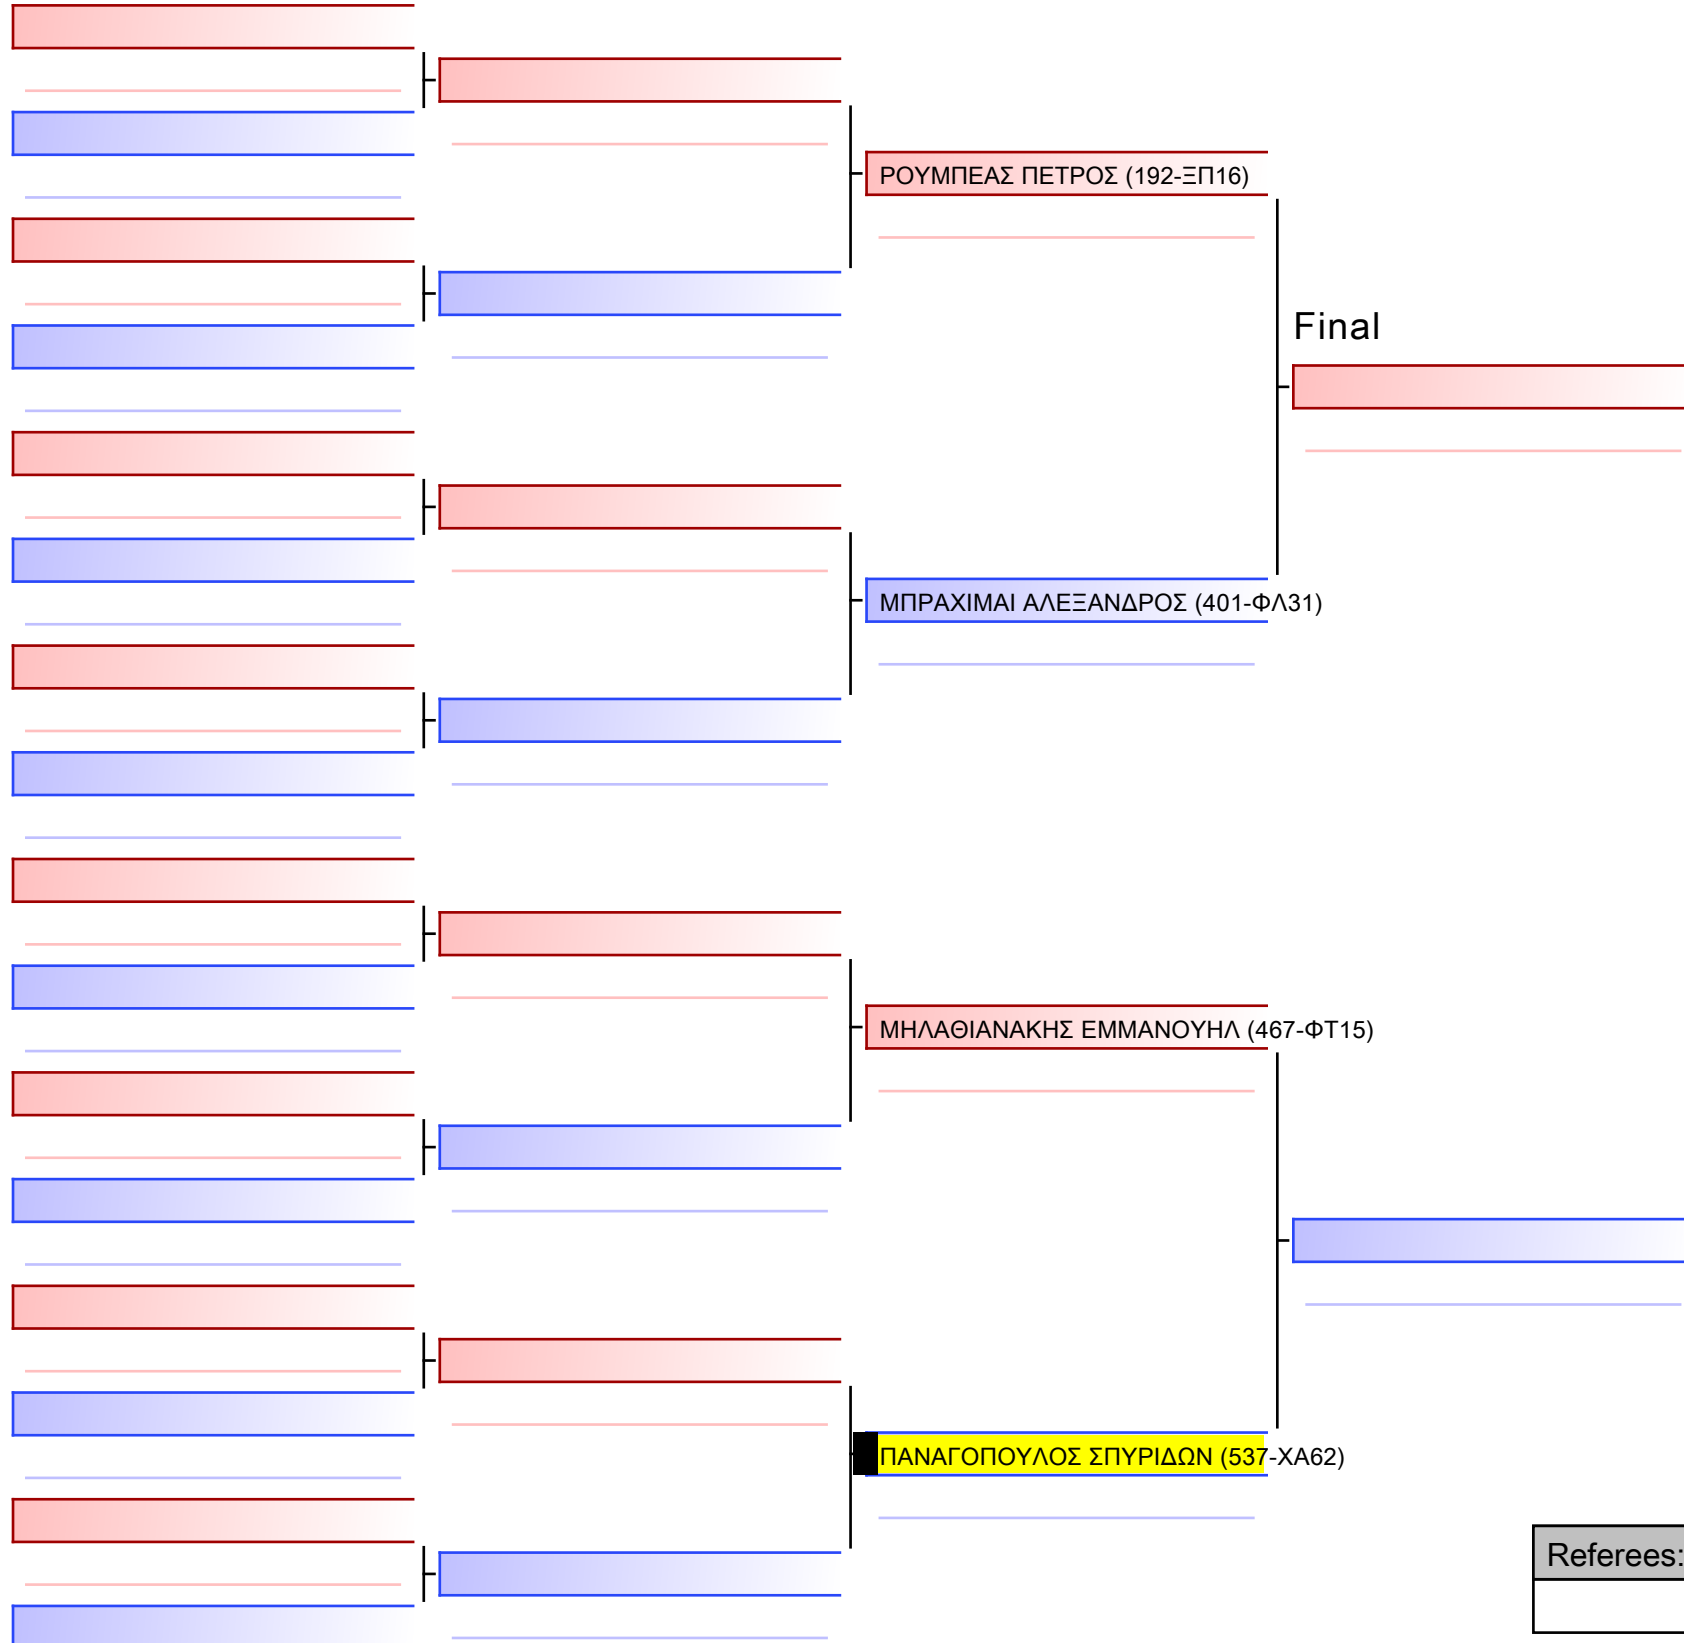 ΡΟΥΜΠΕΑΣ ΠΕΤΡΟΣ (192-ΞΠ16)
Final
ΜΠΡΑΧΙΜΑΙ ΑΛΕΞΑΝΔΡΟΣ (401-ΦΛ31)
ΜΗΛΑΘΙΑΝΑΚΗΣ ΕΜΜΑΝΟΥΗΛ (467-ΦΤ15)
ΠΑΝΑΓΟΠΟΥΛΟΣ ΣΠΥΡΙΔΩΝ (537-ΧΑ62)
Referees: